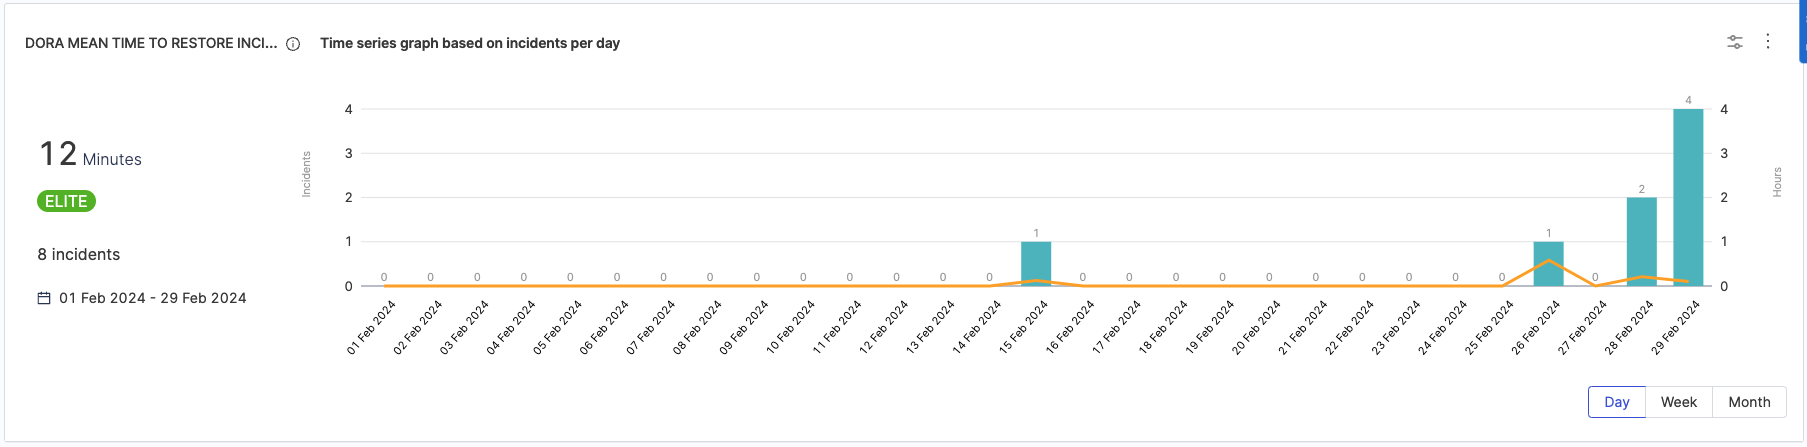 DORA MEAN TIME TO RESTORE INCI...
Time series graph based on incidents per day
12 Minutes
ELITE
8 incidents
01 Feb 2024 - 29 Feb 2024
Incidents
4
3
2
1
0
0 0 0 0 0 0 0 0 0 0 0 0 0 0 1 0 0 0 0 0 0 0 0 0 0 1 0 2 4
4
3
2
1
0
Hours
01 Feb 2024
02 Feb 2024
03 Feb 2024
04 Feb 2024
05 Feb 2024
06 Feb 2024
07 Feb 2024
08 Feb 2024
09 Feb 2024
10 Feb 2024
11 Feb 2024
12 Feb 2024
13 Feb 2024
14 Feb 2024
15 Feb 2024
16 Feb 2024
17 Feb 2024
18 Feb 2024
19 Feb 2024
20 Feb 2024
21 Feb 2024
22 Feb 2024
23 Feb 2024
24 Feb 2024
25 Feb 2024
26 Feb 2024
27 Feb 2024
28 Feb 2024
29 Feb 2024
Day Week Month